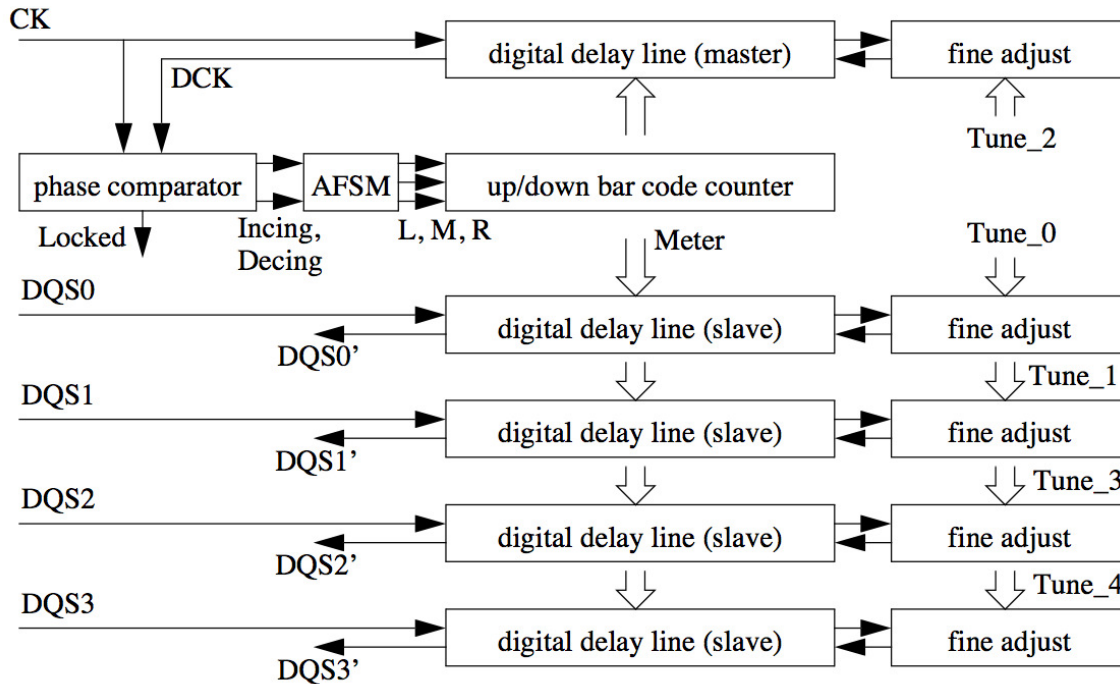 CK
digital delay line (master)
fine adjust
DCK
Tune_2
phase comparator
AFSM
up/down bar code counter
Locked
Incing,
Decing
L, M, R
Meter
Tune_0
DQS0
digital delay line (slave)
fine adjust
DQS0’
Tune_1
DQS1
digital delay line (slave)
fine adjust
DQS1’
Tune_3
DQS2
digital delay line (slave)
fine adjust
DQS2’
Tune_4
DQS3
digital delay line (slave)
fine adjust
DQS3’